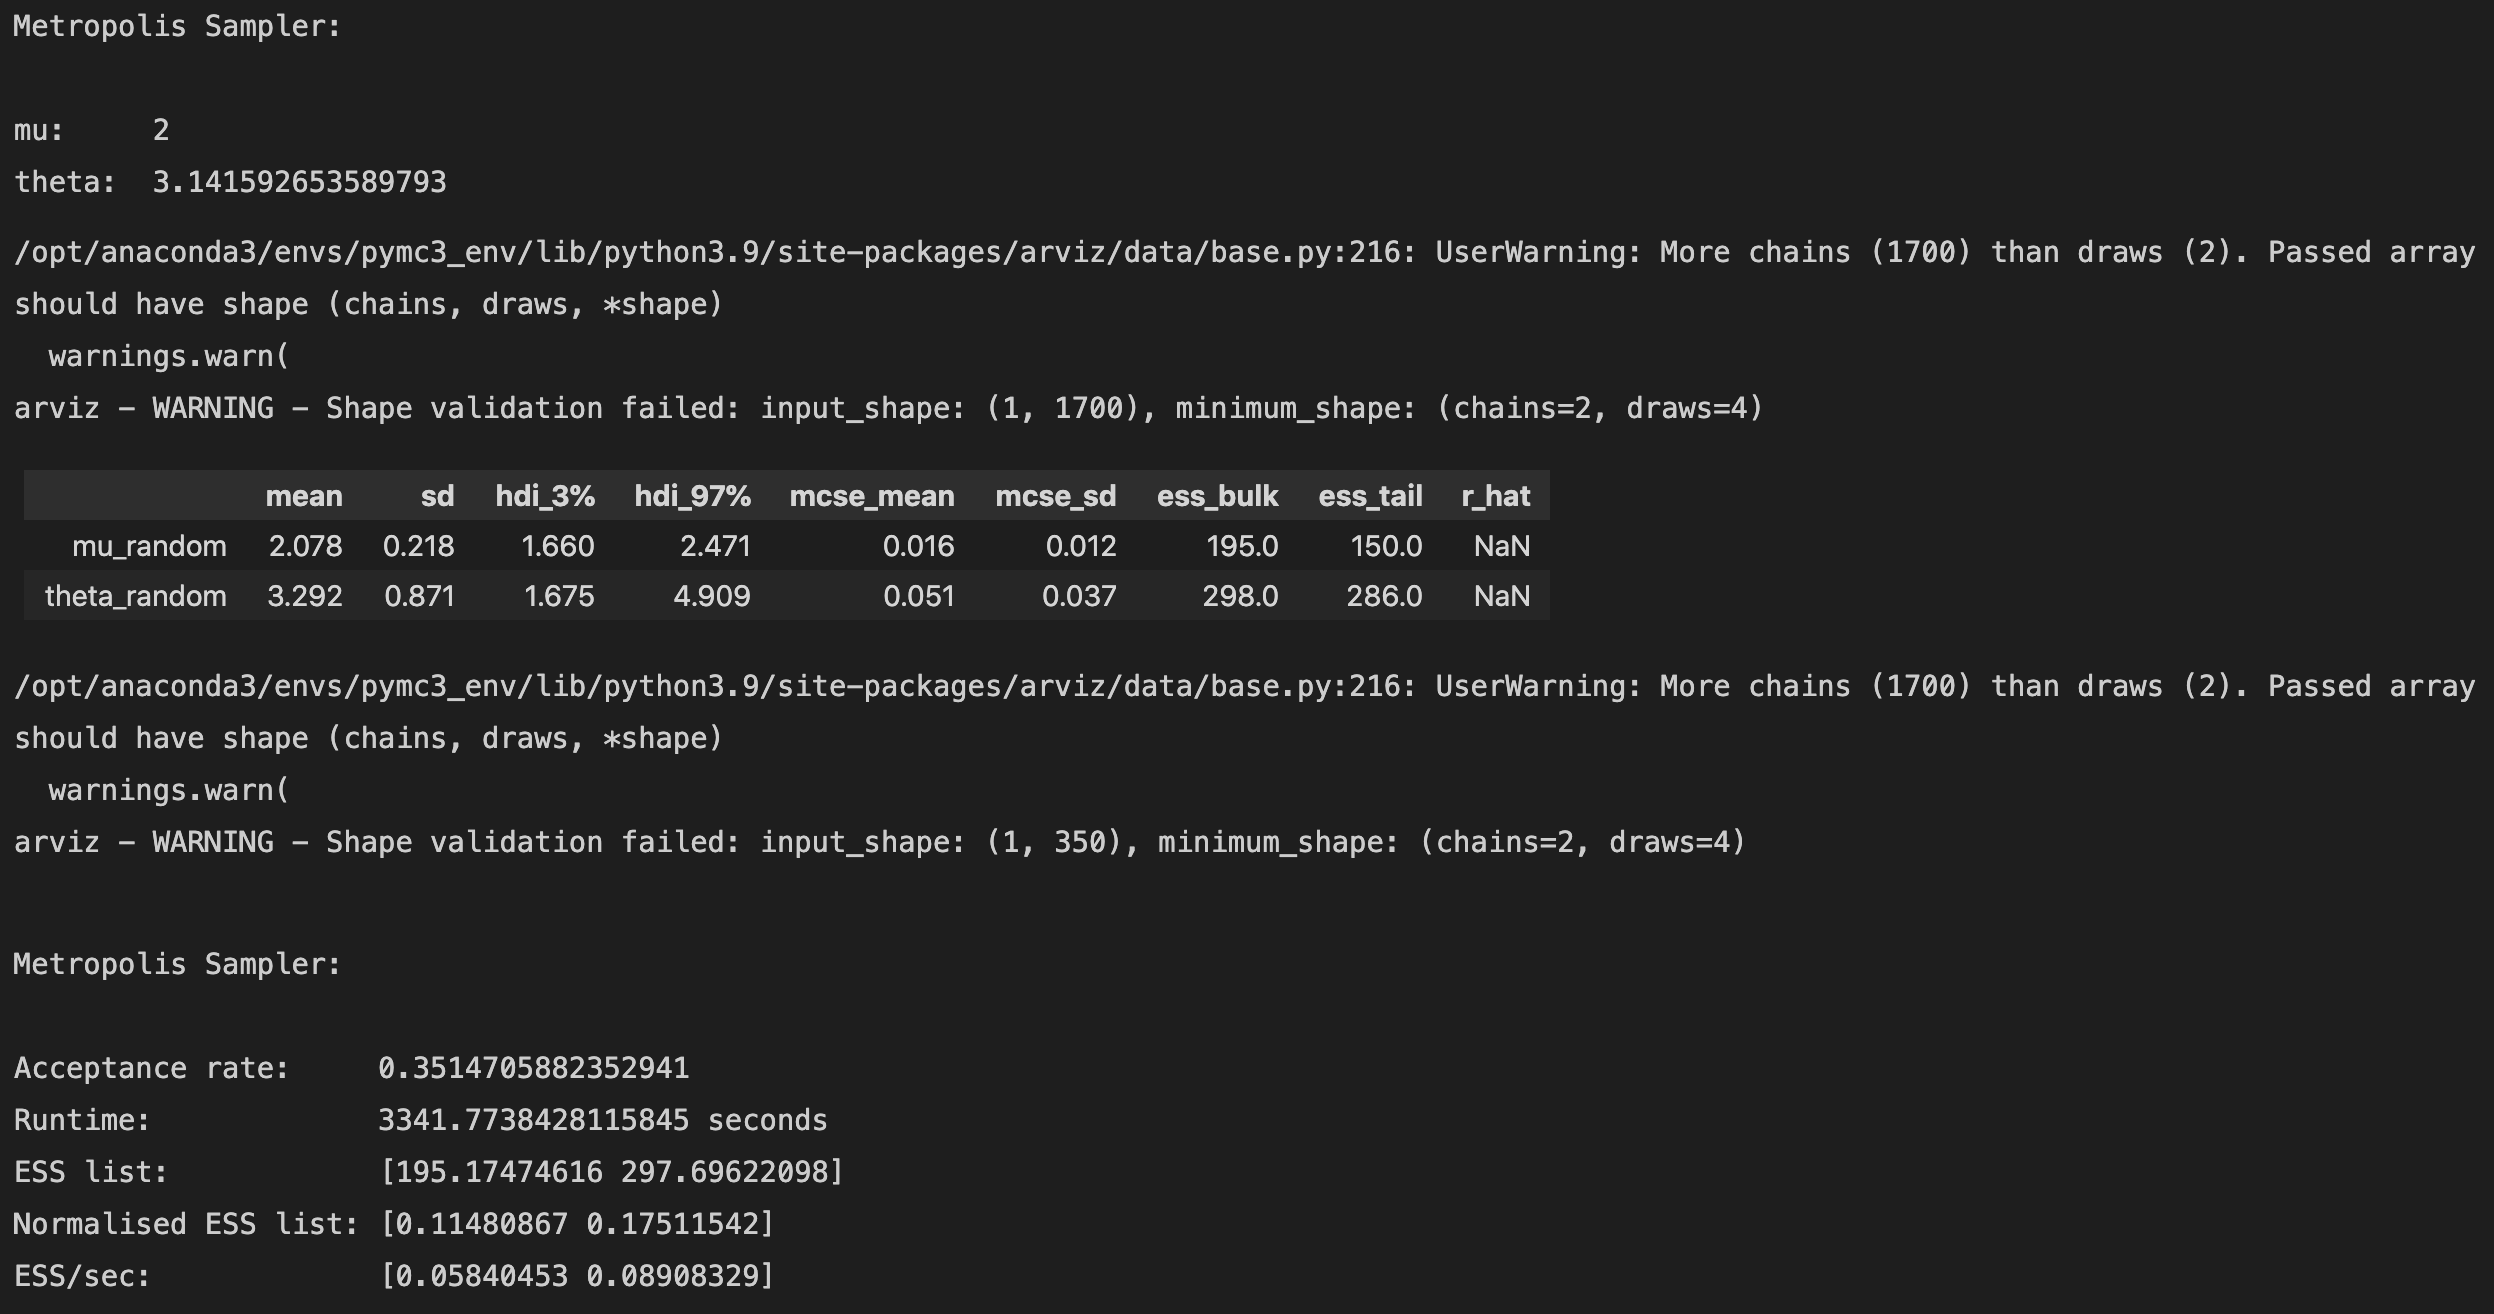 Metropolis Sampler:
mu:     2
theta:  3.141592653589793
/opt/anaconda3/envs/pymc3_env/lib/python3.9/site-packages/arviz/data/base.py:216: UserWarning: More chains (1700) than draws (2). Passed array
should have shape (chains, draws, *shape)
  warnings.warn(
arviz - WARNING - Shape validation failed: input_shape: (1, 1700), minimum_shape: (chains=2, draws=4)
mean sd hdi_3% hdi_97% mcse_mean mcse_sd ess_bulk ess_tail r_hat
mu_random 2.078 0.218 1.660 2.471 0.016 0.012 195.0 150.0 NaN
theta_random 3.292 0.871 1.675 4.909 0.051 0.037 298.0 286.0 NaN
/opt/anaconda3/envs/pymc3_env/lib/python3.9/site-packages/arviz/data/base.py:216: UserWarning: More chains (1700) than draws (2). Passed array
should have shape (chains, draws, *shape)
  warnings.warn(
arviz - WARNING - Shape validation failed: input_shape: (1, 350), minimum_shape: (chains=2, draws=4)
Metropolis Sampler:
Acceptance rate:     0.3514705882352941
Runtime:             3341.7738428115845 seconds
ESS list:            [195.17474616 297.69622098]
Normalised ESS list: [0.11480867 0.17511542]
ESS/sec:             [0.05840453 0.08908329]